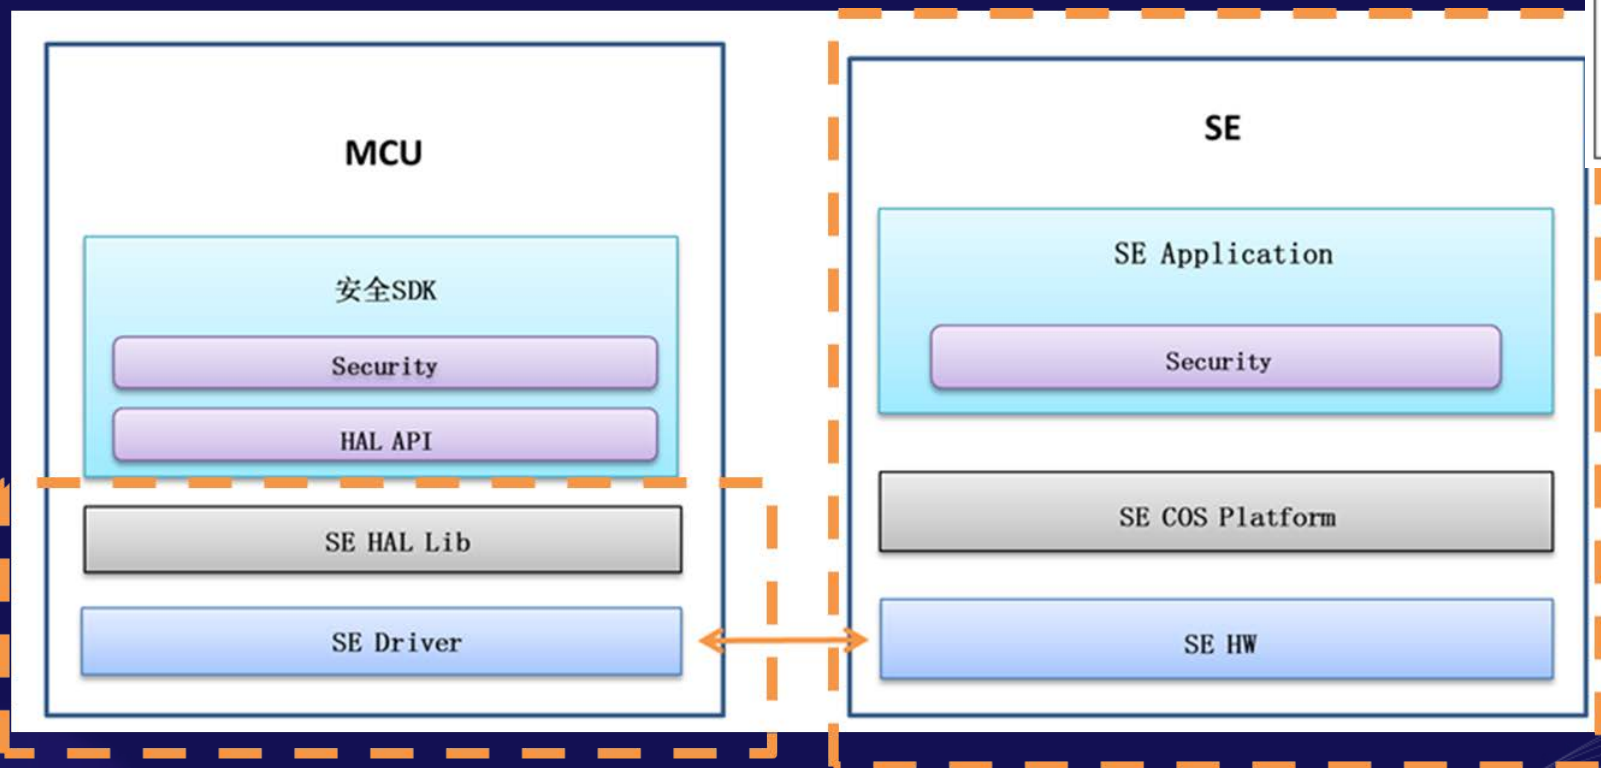 MCU
安全SDK
Security
HAL API
SE HAL Lib
SE Driver
SE
SE Application
Security
SE COS Platform
SE HW